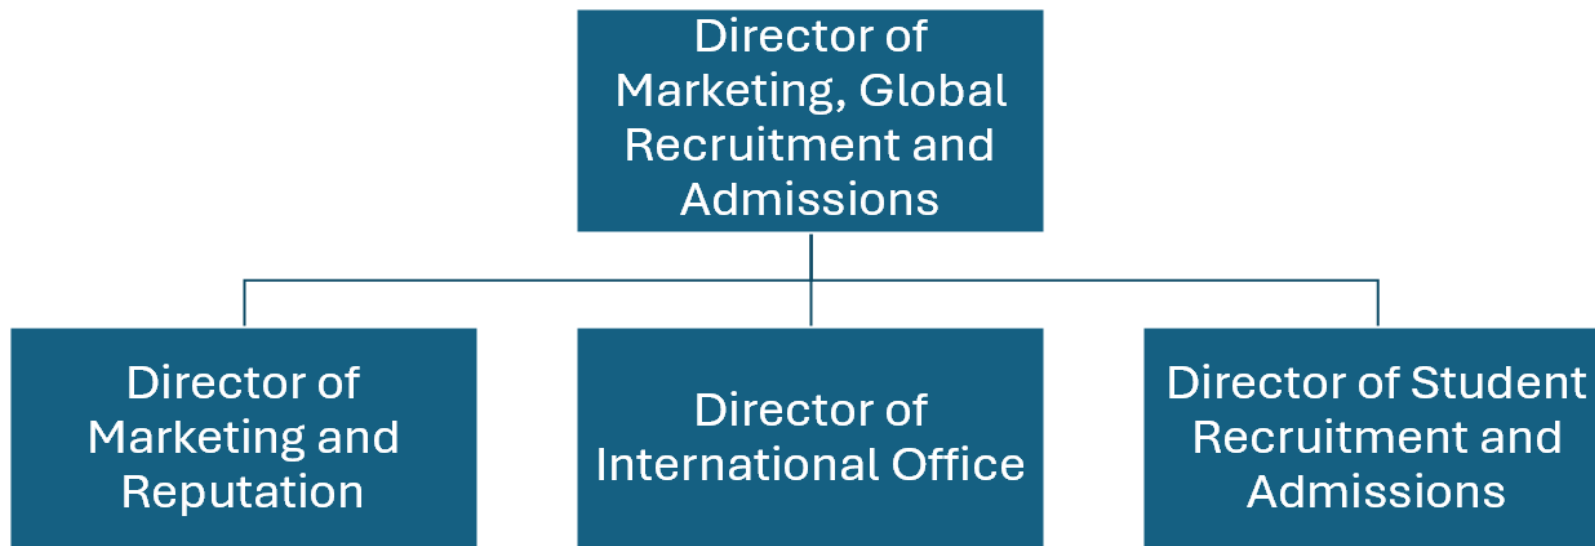 Director of
Marketing, Global
Recruitment and
Admissions
Director of
Marketing and
Reputation
Director of
International Office
Director of Student
Recruitment and
Admissions